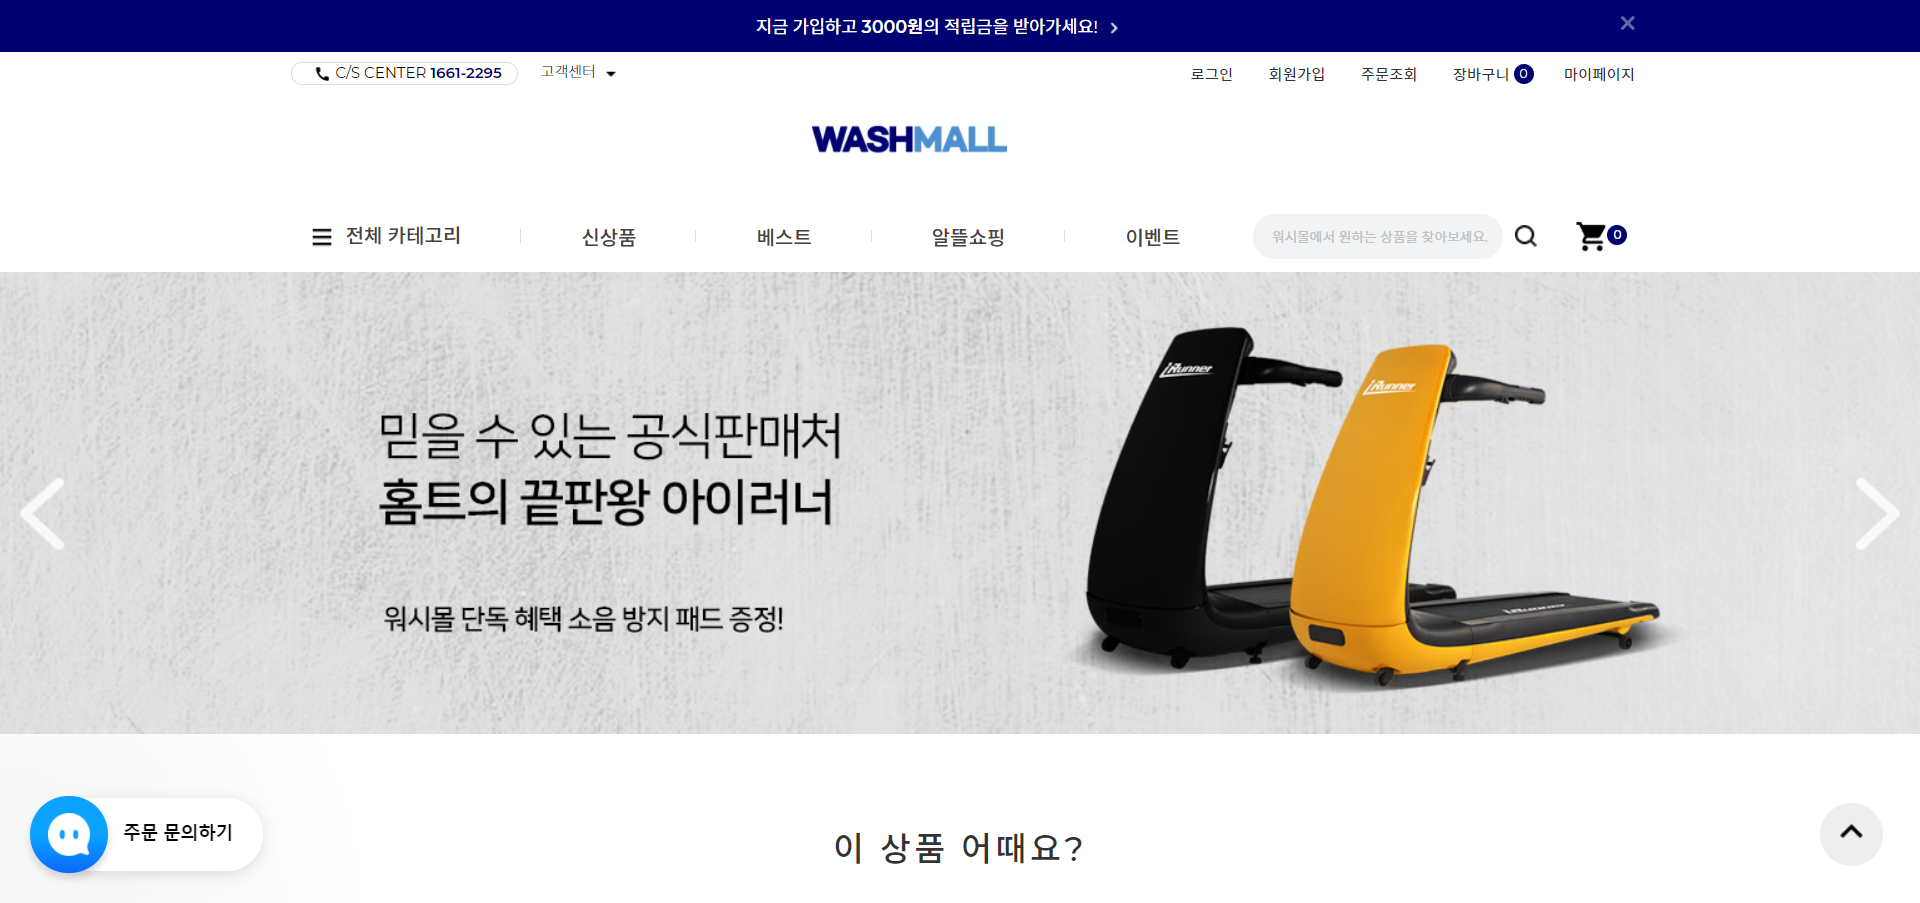 지금 가입하고 3000원의 적립금을 받아가세요!
C/S CENTER 1661-2295
고객센터
로그인
회원가입
주문조회
장바구니 0
마이페이지
WASHMALL
전체 카테고리
신상품
베스트
알뜰쇼핑
이벤트
워시몰에서 원하는 상품을 찾아보세요.
0
iRunner
iRunner
믿을 수 있는 공식판매처
홈트의 끝판왕 아이러너
iRunner
워시몰 단독 혜택 소음 방지 패드 증정!
주문 문의하기
이 상품 어때요?